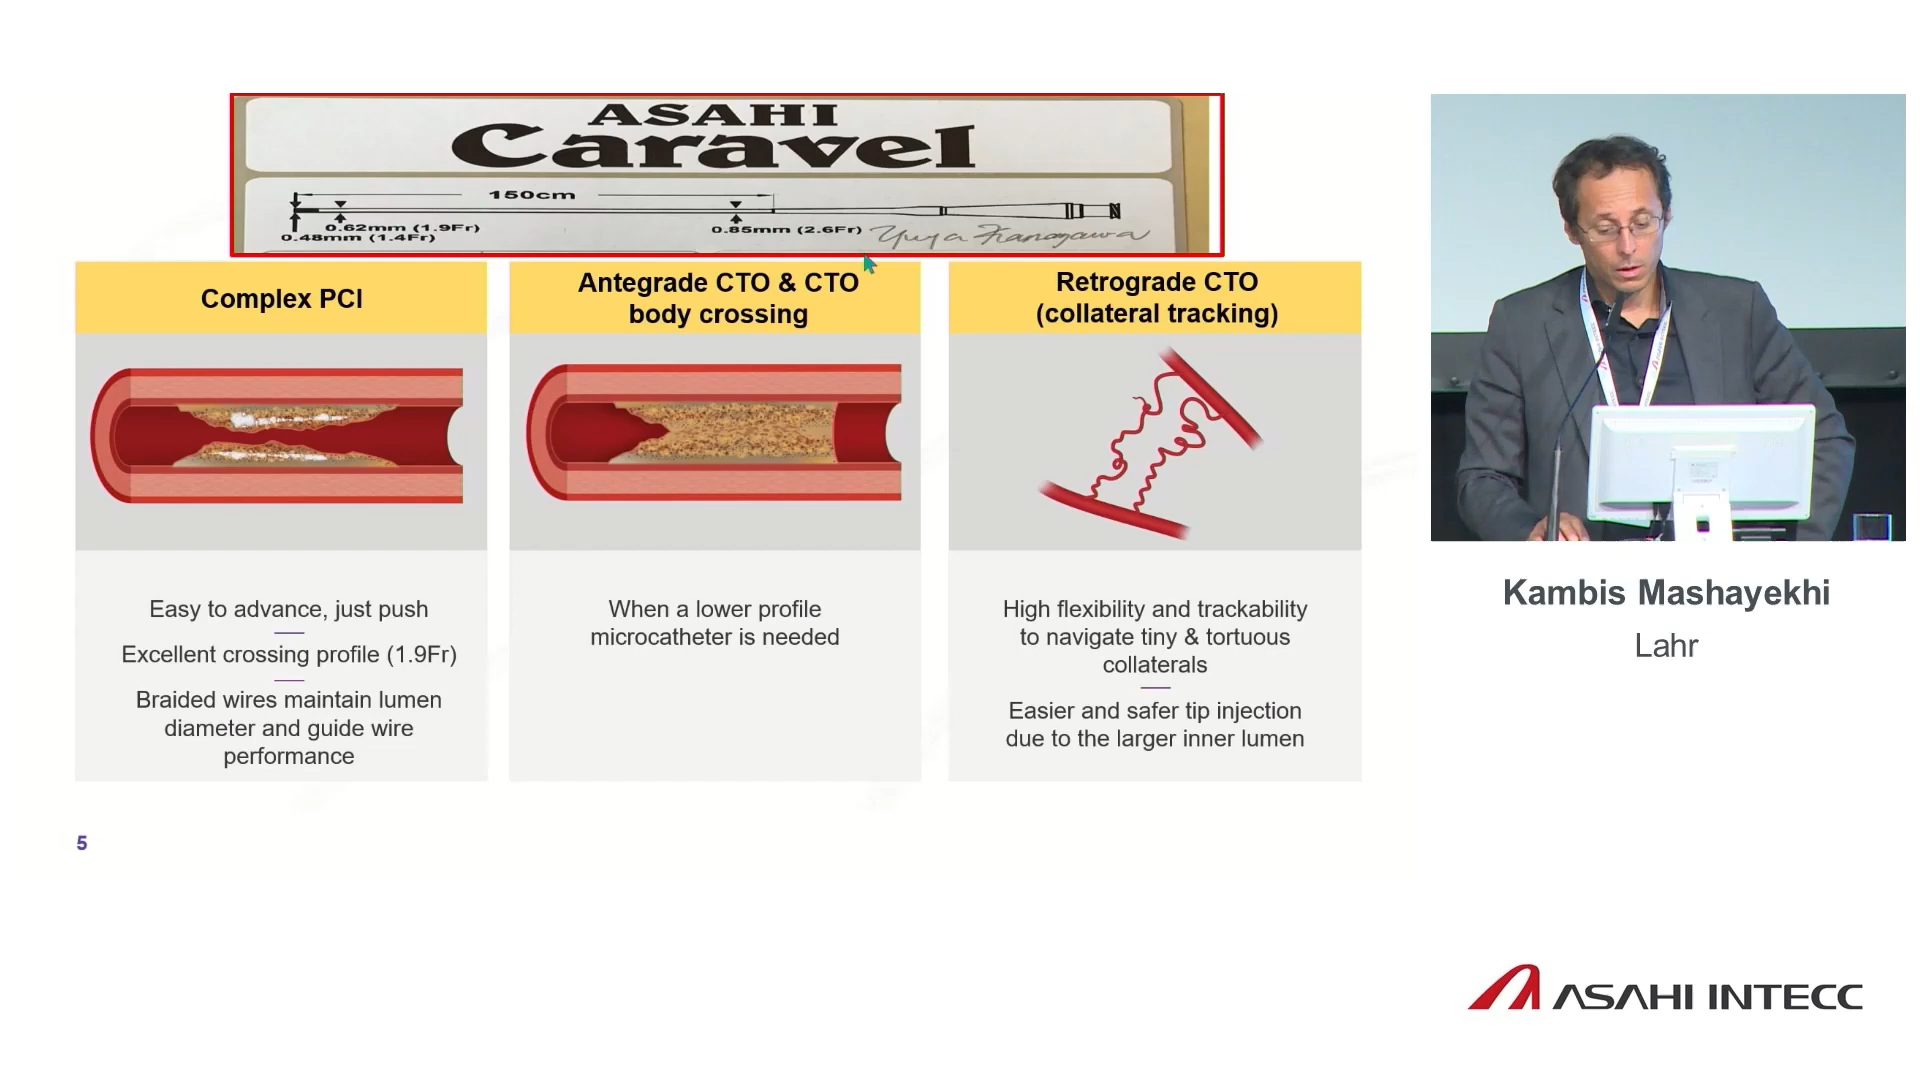 ASAHI
Caravel
150cm
0.62mm (1.9Fr)
0.48mm (1.4Fr)
0.85mm (2.6Fr)
Complex PCI
Easy to advance, just push
Excellent crossing profile (1.9Fr)
Braided wires maintain lumen
diameter and guide wire
performance
Antegrade CTO & CTO
body crossing
When a lower profile
microcatheter is needed
Retrograde CTO
(collateral tracking)
High flexibility and trackability
to navigate tiny & tortuous
collaterals
Easier and safer tip injection
due to the larger inner lumen
5
Kambis Mashayekhi
Lahr
ASAHI INTECC